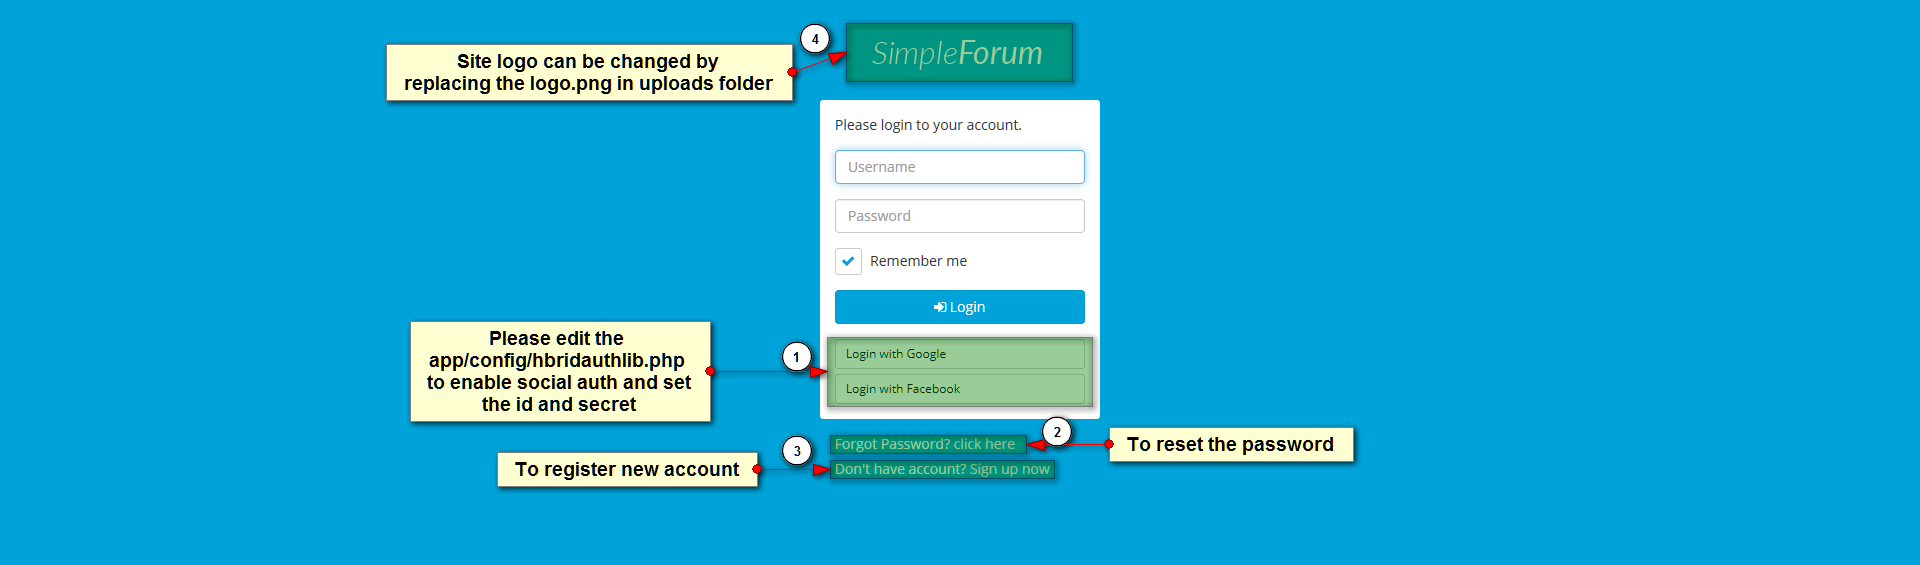 4
SimpleForum
Site logo can be changed by
replacing the logo.png in uploads folder
Please login to your account.
Username
Password
Remember me
Login
Please edit the
app/config/hbridauthlib.php
to enable social auth and set
the id and secret
1
Login with Google
Login with Facebook
2
Forgot Password? click here
To reset the password
3
Don't have account? Sign up now
To register new account